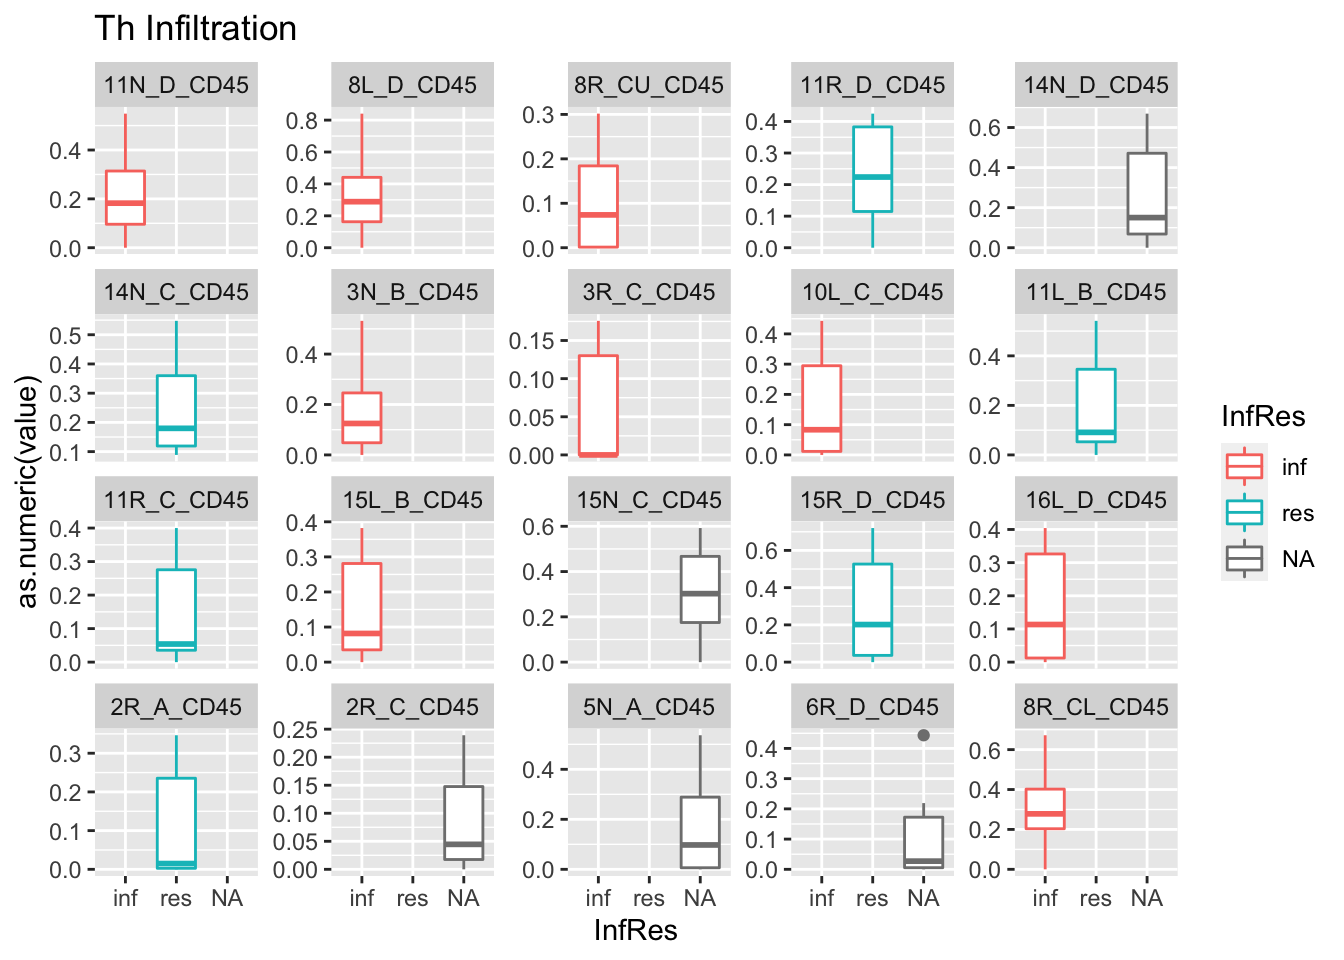 Th Infiltration
11N_D_CD45 8L_D_CD45 8R_CU_CD45 11R_D_CD45 14N_D_CD45
0.4 0.2 0.0
0.8 0.6 0.4 0.2 0.0
0.3 0.2 0.1 0.0
0.4 0.3 0.2 0.1 0.0
0.6 0.4 0.2 0.0
14N_C_CD45 3N_B_CD45 3R_C_CD45 10L_C_CD45 11L_B_CD45
0.5 0.4 0.3 0.2 0.1
0.4 0.2 0.0
0.15 0.10 0.05 0.00
0.4 0.3 0.2 0.1 0.0
0.4 0.2 0.0
11R_C_CD45 15L_B_CD45 15N_C_CD45 15R_D_CD45 16L_D_CD45
0.4 0.3 0.2 0.1 0.0
0.4 0.3 0.2 0.1 0.0
0.6 0.4 0.2 0.0
0.6 0.4 0.2 0.0
0.4 0.3 0.2 0.1 0.0
2R_A_CD45 2R_C_CD45 5N_A_CD45 6R_D_CD45 8R_CL_CD45
0.3 0.2 0.1 0.0
0.25 0.20 0.15 0.10 0.05 0.00
0.4 0.2 0.0
0.4 0.3 0.2 0.1 0.0
0.6 0.4 0.2 0.0
inf res NA inf res NA inf res NA inf res NA inf res NA
InfRes
as.numeric(value)
InfRes
inf
res
NA